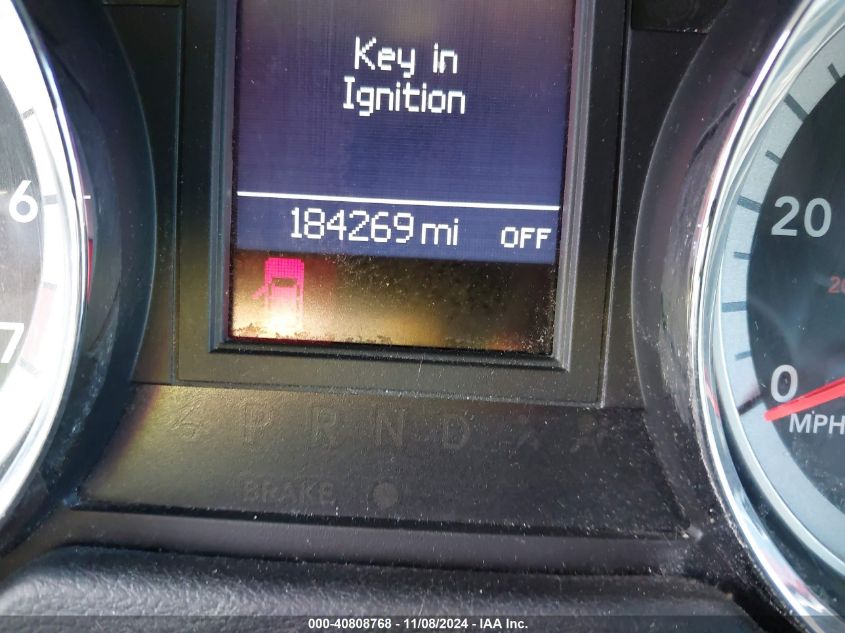 Key in
Ignition
184269 mi OFF
6
7
20
0
MPH
P R N D
BRAKE
000-40808768 - 11/08/2024 - IAA Inc.